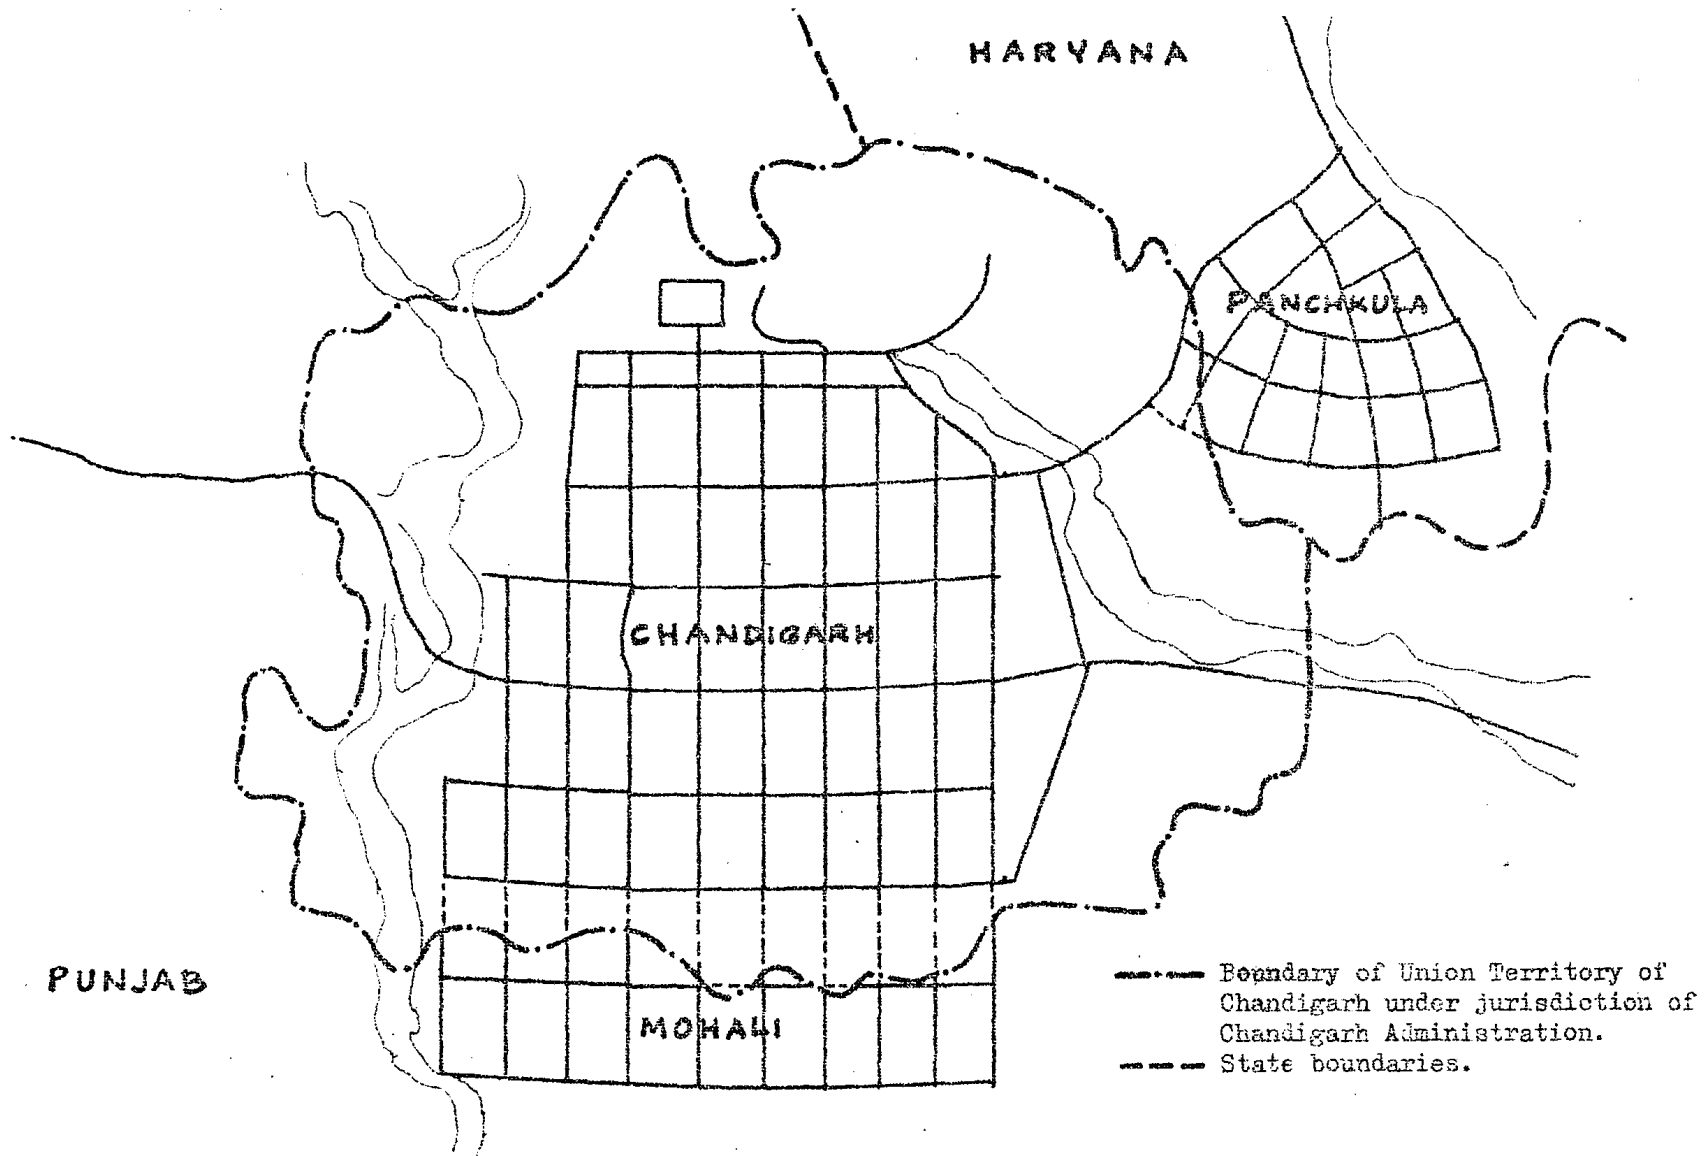 HARYANA
PANCHKULA
CHANDIGARH
PUNJAB
MOHALI
Boundary of Union Territory of
Chandigarh under jurisdiction of
Chandigarh Administration.
State boundaries.